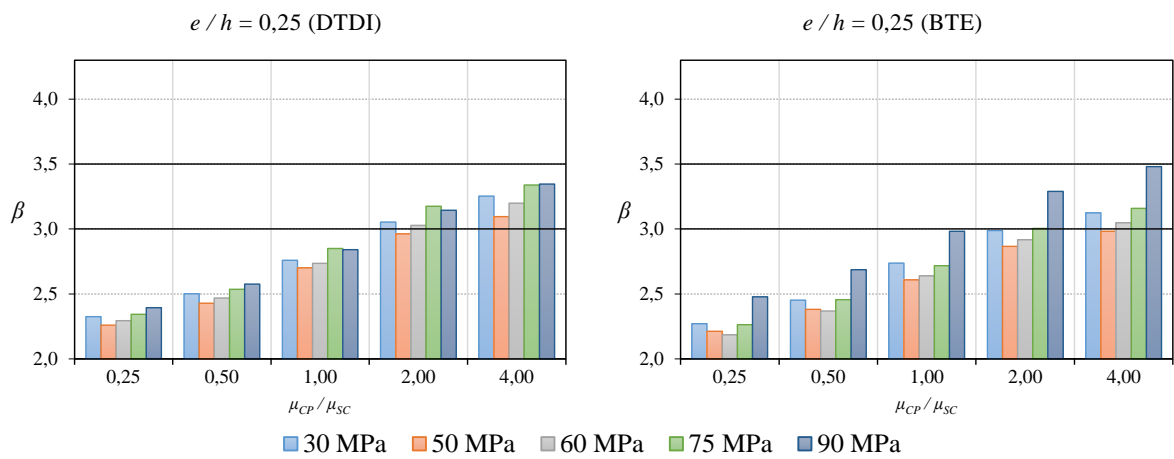 e / h = 0,25 (DTDI)
4,0
3,5
3,0
2,5
2,0
β
0,25 0,50 1,00 2,00 4,00
μCP / μSC
e / h = 0,25 (BTE)
4,0
3,5
3,0
2,5
2,0
β
0,25 0,50 1,00 2,00 4,00
μCP / μSC
30 MPa 50 MPa 60 MPa 75 MPa 90 MPa